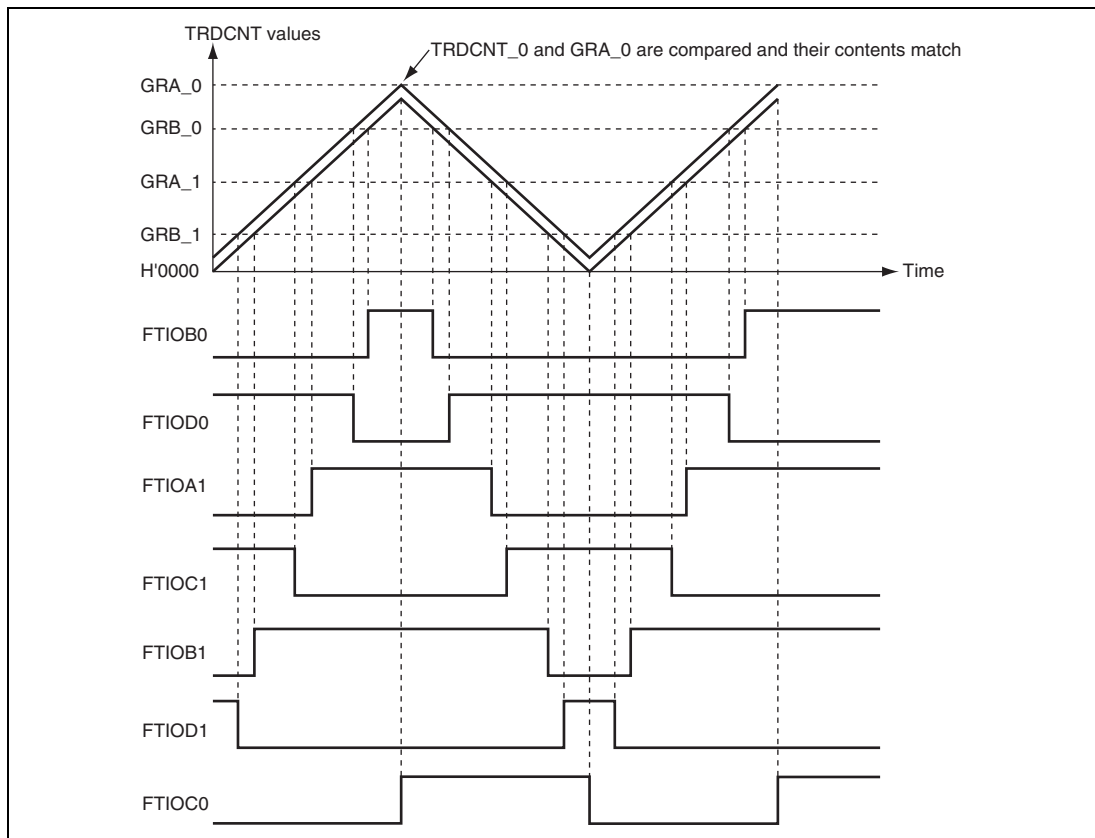 TRDCNT values
TRDCNT_0 and GRA_0 are compared and their contents match
GRA_0
GRB_0
GRA_1
GRB_1
H'0000
Time
FTIOB0
FTIOD0
FTIOA1
FTIOC1
FTIOB1
FTIOD1
FTIOC0